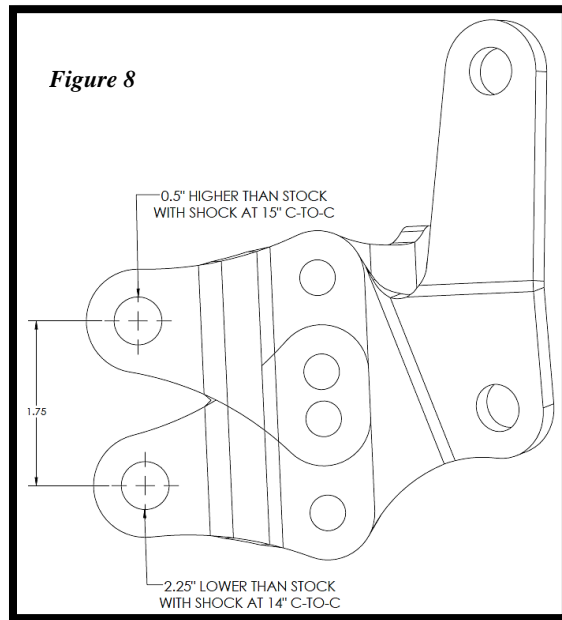 Figure 8
0.5" HIGHER THAN STOCK
WITH SHOCK AT 15" C-TO-C
1.75
2.25" LOWER THAN STOCK
WITH SHOCK AT 14" C-TO-C